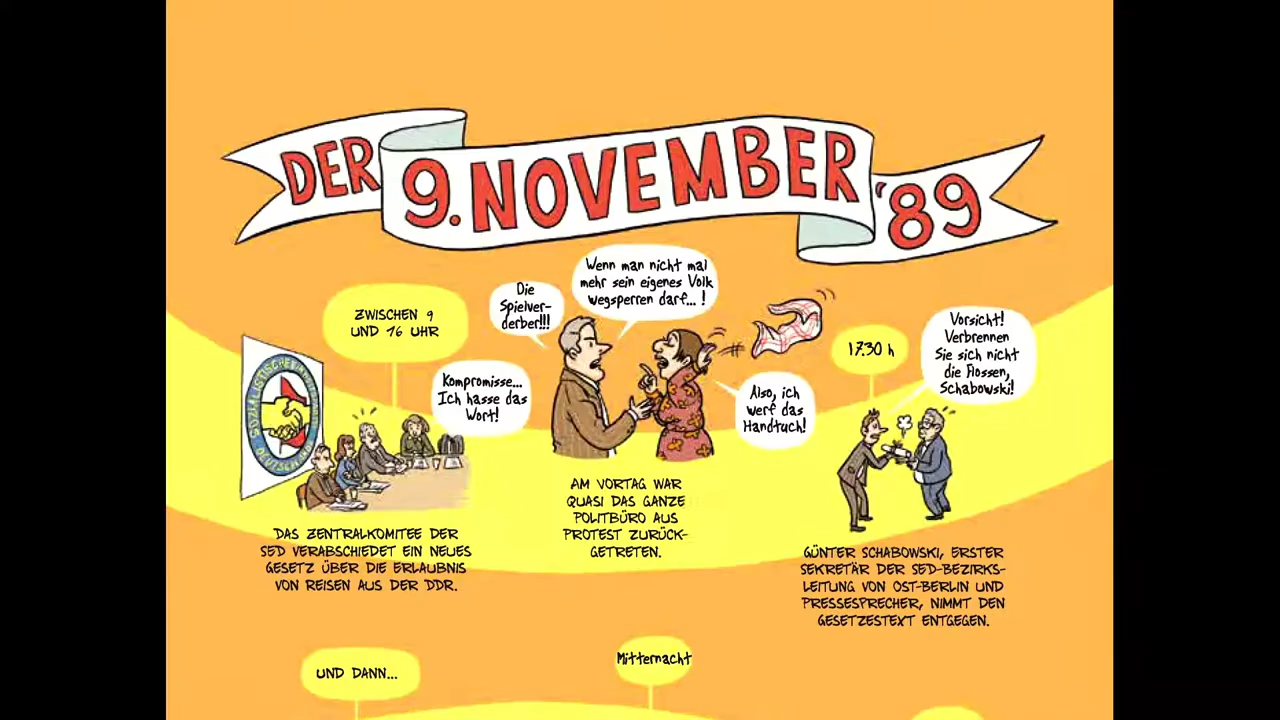 DER 9. NOVEMBER '89
ZWISCHEN 9
UND 16 UHR
Kompromisse...
Ich hasse das
Wort!
SOZIALISTISCHE
DEUTSCHLANDS
DAS ZENTRALKOMITEE DER
SED VERABSCHIEDET EIN NEUES
GESETZ ÜBER DIE ERLAUBNIS
VON REISEN AUS DER DDR.
Die
Spielver-
derber!!!
Wenn man nicht mal
mehr sein eigenes Volk
wegsperren darf... !
Also, ich
werf das
Handtuch!
AM VORTAG WAR
QUASI DAS GANZE
POLITBÜRO AUS
PROTEST ZURÜCK-
GETRETEN.
17.30 h
Vorsicht!
Verbrennen
Sie sich nicht
die Flossen,
Schabowski!
GÜNTER SCHABOWSKI, ERSTER
SEKRETÄR DER SED-BEZIRKS-
LEITUNG VON OST-BERLIN UND
PRESSESPRECHER, NIMMT DEN
GESETZESTEXT ENTGEGEN.
UND DANN...
Mitternacht